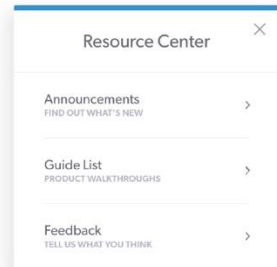 Resource Center
Announcements
FIND OUT WHAT'S NEW
Guide List
PRODUCT WALKTHROUGHS
Feedback
TELL US WHAT YOU THINK